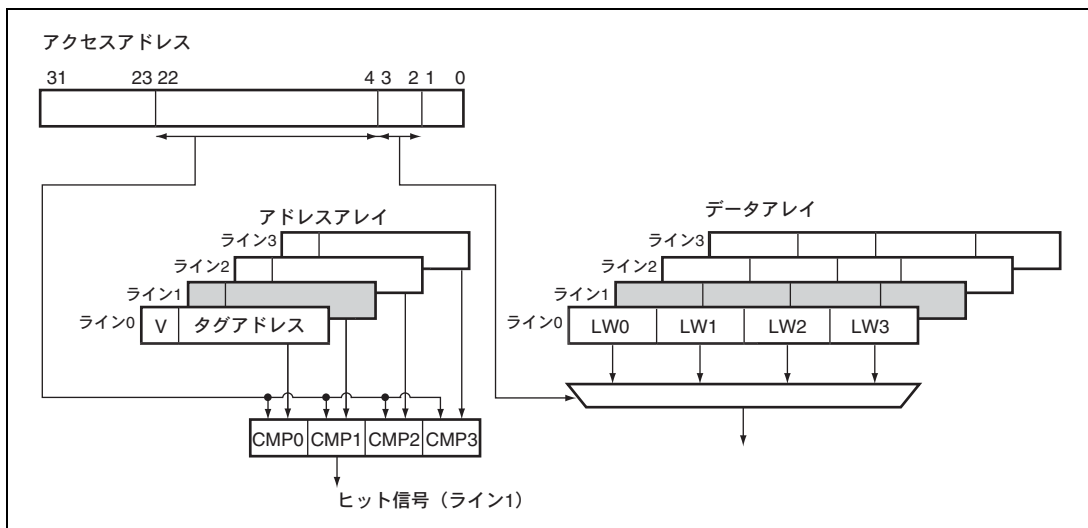 アクセスアドレス
31 23 22 4 3 2 1 0
アドレスアレイ
データアレイ
ライン3
ライン2
ライン1
ライン0
V タグアドレス
ライン3
ライン2
ライン1
ライン0
LW0 LW1 LW2 LW3
CMP0 CMP1 CMP2 CMP3
ヒット信号（ライン1）